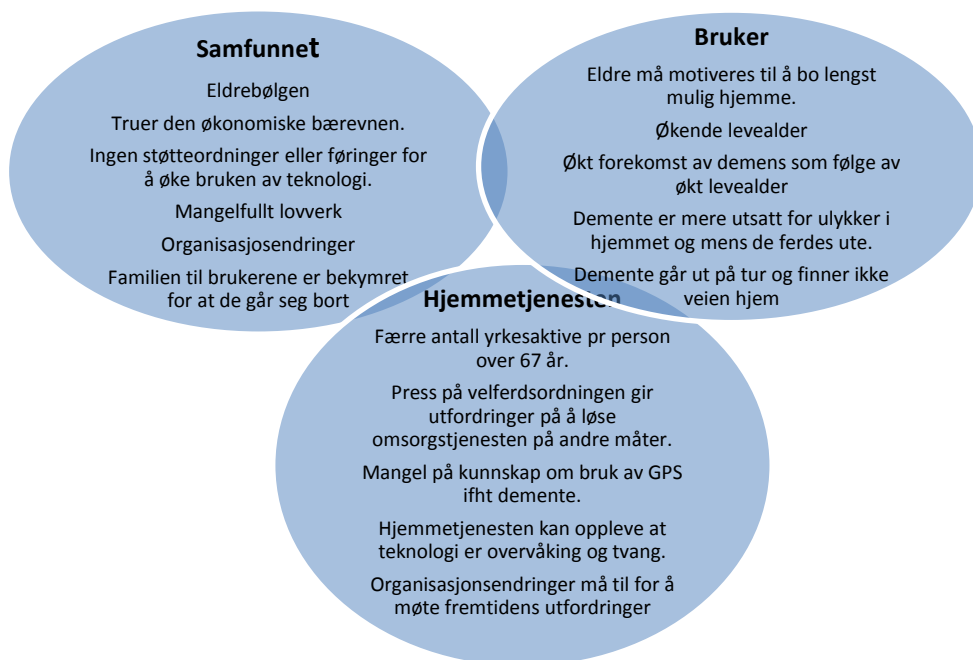 Samfunnet
Eldrebølgen
Truer den økonomiske bærevnen.
Ingen støtteordninger eller føringer for
å øke bruken av teknologi.
Mangelfullt lovverk
Organisasjosendringer
Familien til brukerene er bekymret
for at de går seg bort
Bruker
Eldre må motiveres til å bo lengst
mulig hjemme.
Økende levealder
Økt forekomst av demens som følge av
økt levealder
Demente er mere utsatt for ulykker i
hjemmet og mens de ferdes ute.
Demente går ut på tur og finner ikke
veien hjem
Hjemmetjenesten
Færre antall yrkesaktive pr person
over 67 år.
Press på velferdsordningen gir
utfordringer på å løse
omsorgstjenesten på andre måter.
Mangel på kunnskap om bruk av GPS
ifht demente.
Hjemmetjenesten kan oppleve at
teknologi er overvåking og tvang.
Organisasjonsendringer må til for å
møte fremtidens utfordringer